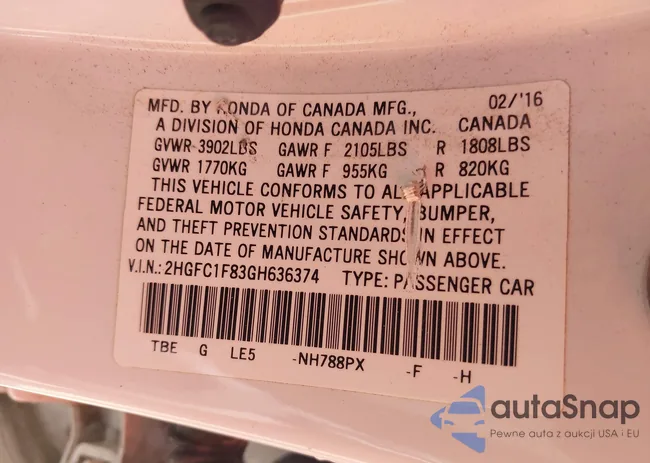 MFD. BY HONDA OF CANADA MFG., 02/'16
A DIVISION OF HONDA CANADA INC. CANADA
GVWR 3902LBS GAWR F 2105LBS R 1808LBS
GVWR 1770KG GAWR F 955KG R 820KG
THIS VEHICLE CONFORMS TO ALL APPLICABLE
FEDERAL MOTOR VEHICLE SAFETY, BUMPER,
AND THEFT PREVENTION STANDARDS IN EFFECT
ON THE DATE OF MANUFACTURE SHOWN ABOVE.
V.I.N.: 2HGFC1F83GH636374 TYPE: PASSENGER CAR
TBE G LE5 -NH788PX -F -H
autaSnap
Pewne auta z aukcji USA i EU